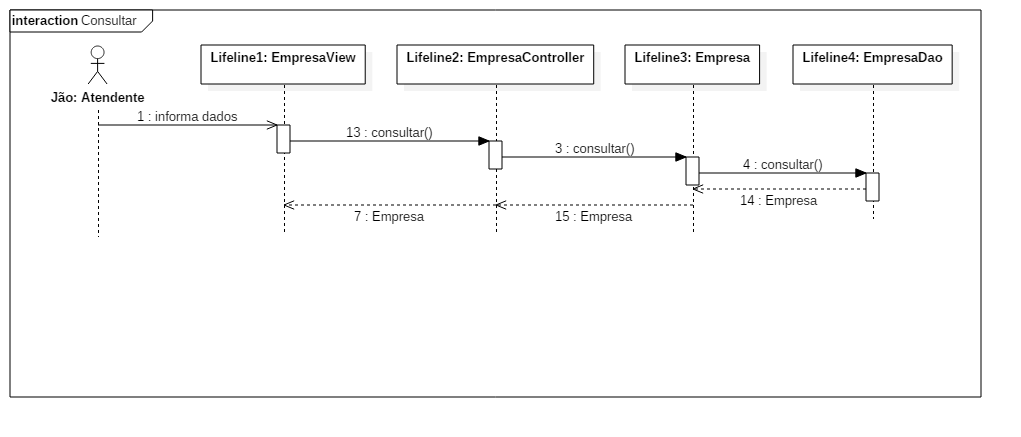 interaction Consultar
Lifeline1: EmpresaView
Lifeline2: EmpresaController
Lifeline3: Empresa
Lifeline4: EmpresaDao
Jão: Atendente
1 : informa dados
13 : consultar()
3 : consultar()
4 : consultar()
14 : Empresa
7 : Empresa
15 : Empresa